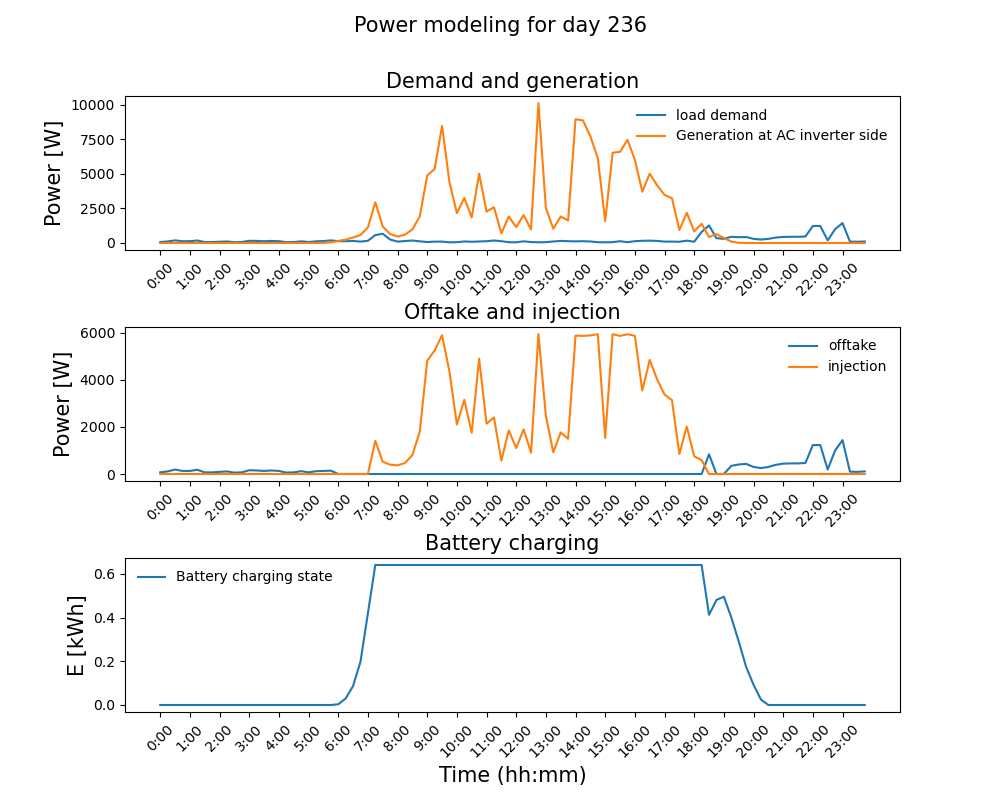 Power modeling for day 236
Demand and generation
Power [W]
10000
7500
5000
2500
0
load demand
Generation at AC inverter side
0:00 1:00 2:00 3:00 4:00 5:00 6:00 7:00 8:00 9:00 10:00 11:00 12:00 13:00 14:00 15:00 16:00 17:00 18:00 19:00 20:00 21:00 22:00 23:00
Offtake and injection
Power [W]
6000
4000
2000
0
offtake
injection
0:00 1:00 2:00 3:00 4:00 5:00 6:00 7:00 8:00 9:00 10:00 11:00 12:00 13:00 14:00 15:00 16:00 17:00 18:00 19:00 20:00 21:00 22:00 23:00
Battery charging
E [kWh]
0.6
0.4
0.2
0.0
Battery charging state
0:00 1:00 2:00 3:00 4:00 5:00 6:00 7:00 8:00 9:00 10:00 11:00 12:00 13:00 14:00 15:00 16:00 17:00 18:00 19:00 20:00 21:00 22:00 23:00
Time (hh:mm)